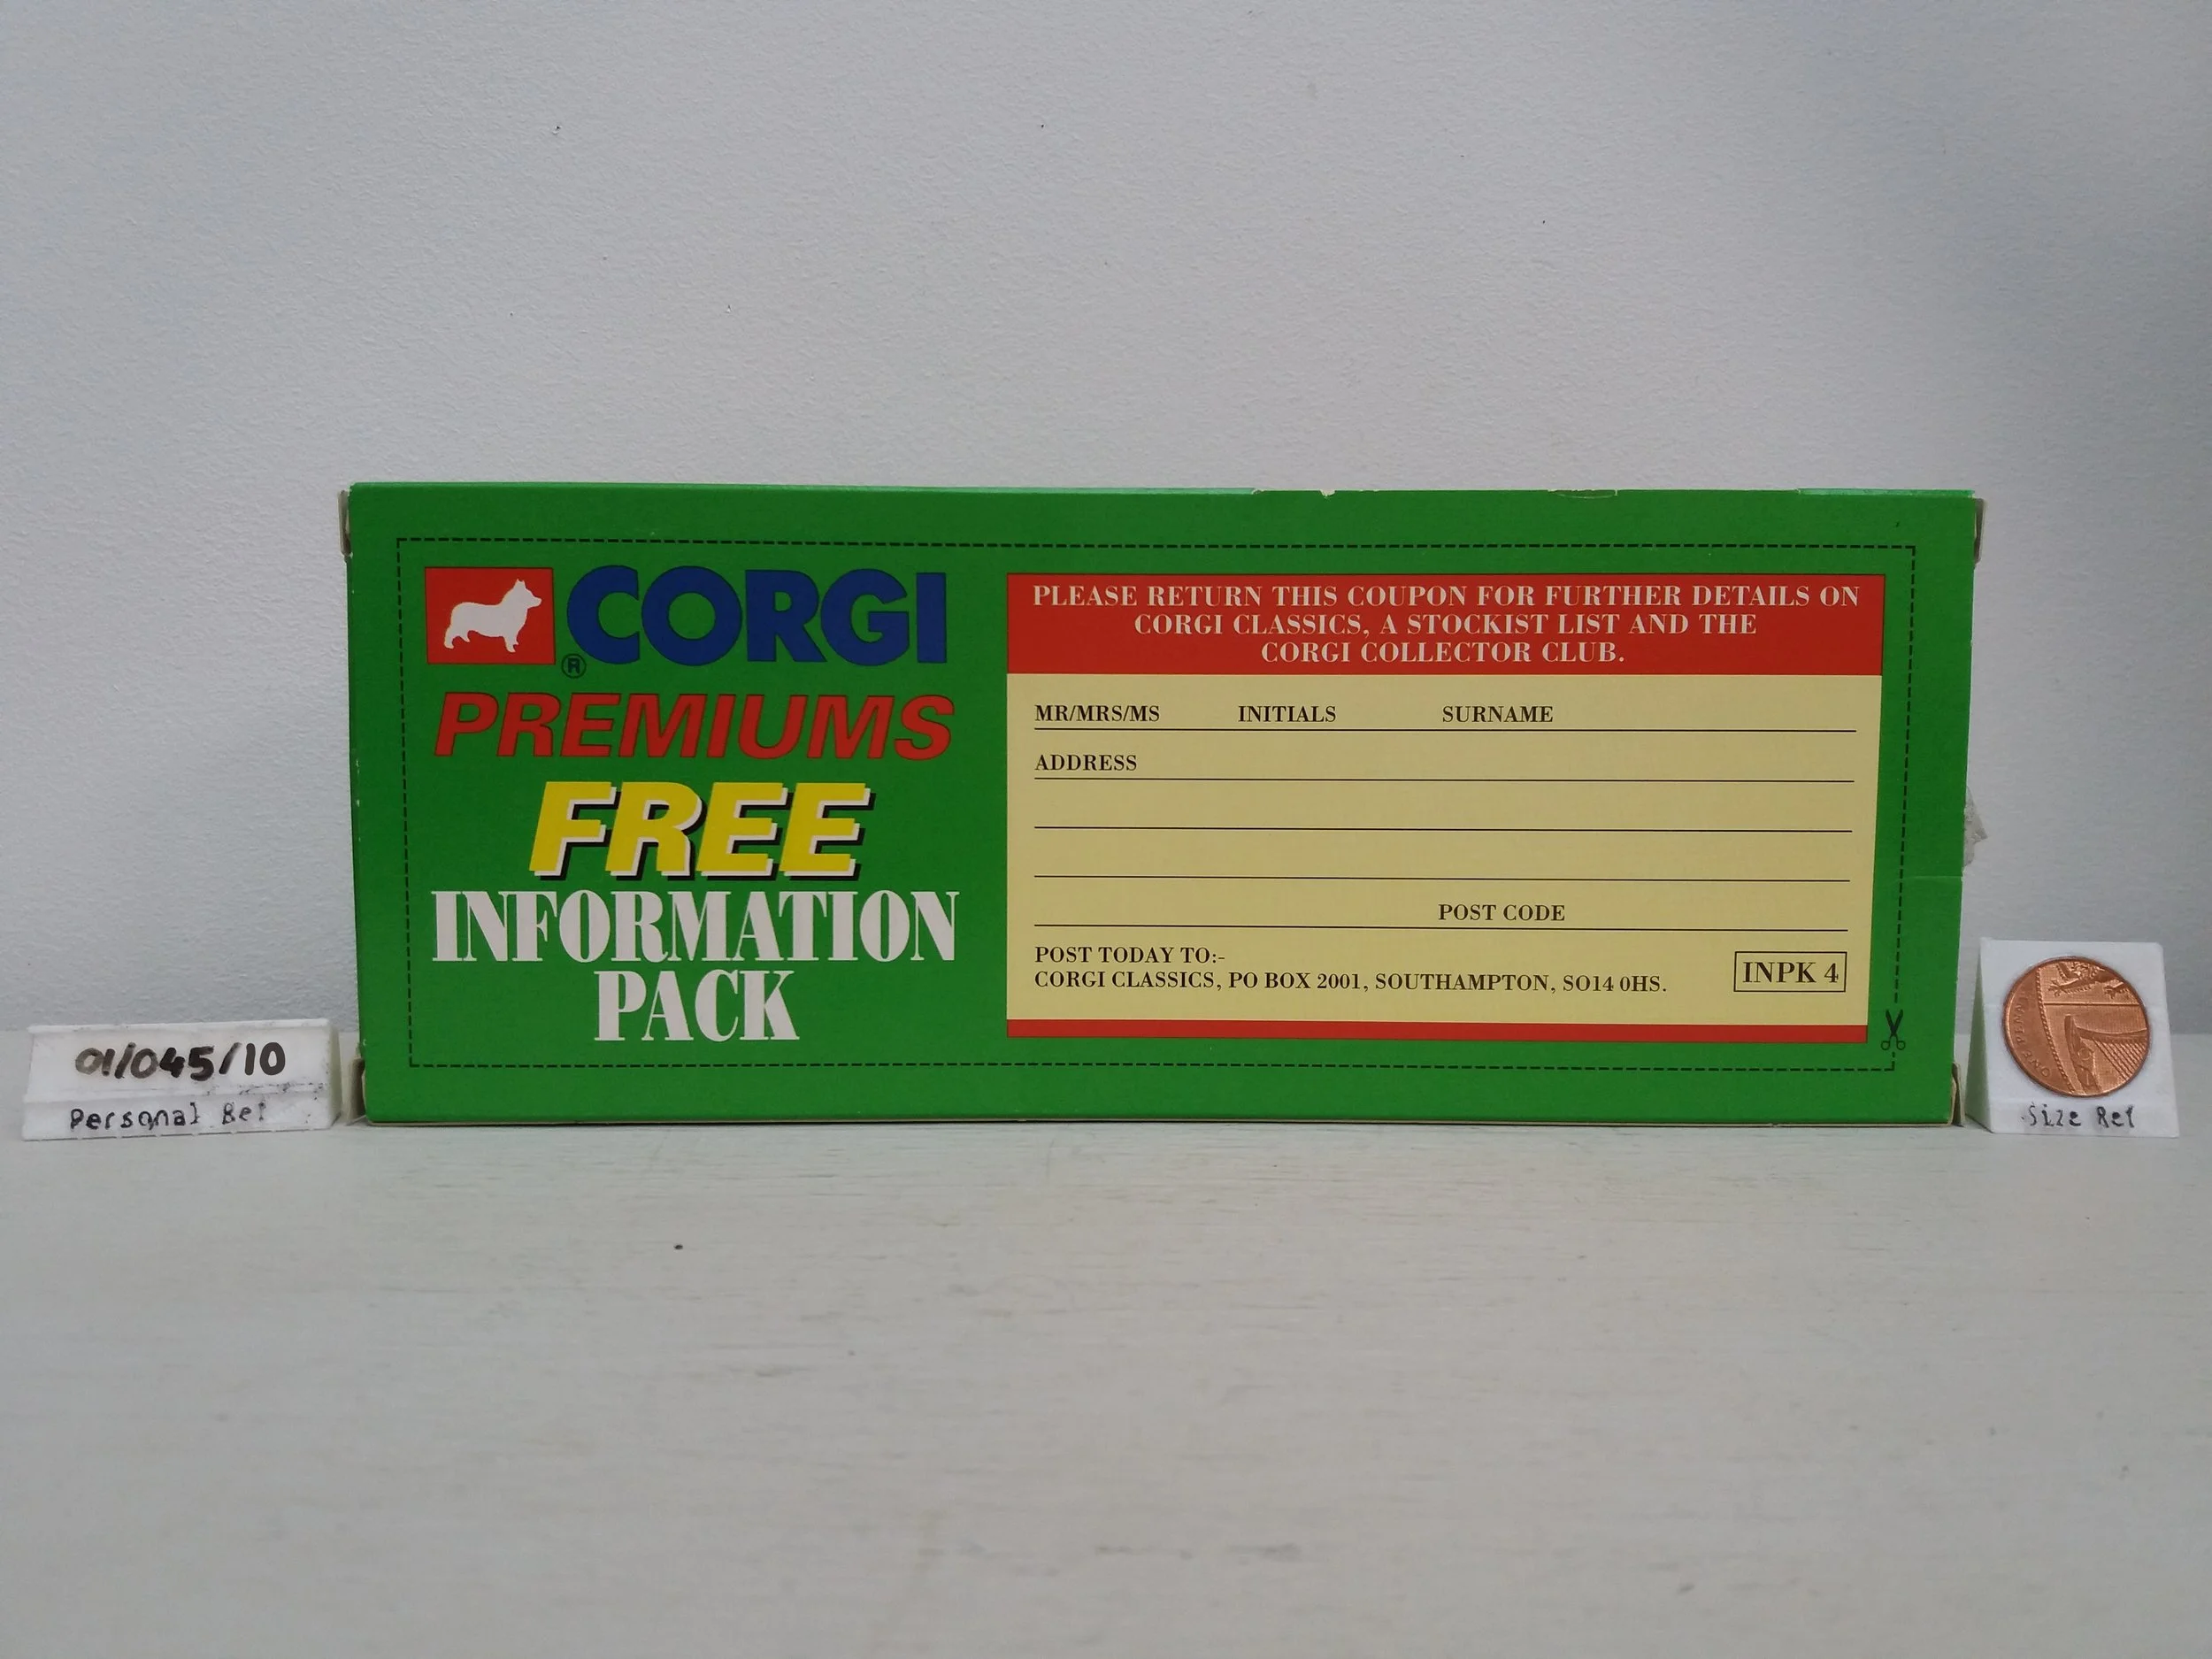 CORGI
®
PREMIUMS
FREE
INFORMATION
PACK
PLEASE RETURN THIS COUPON FOR FURTHER DETAILS ON
CORGI CLASSICS, A STOCKIST LIST AND THE
CORGI COLLECTOR CLUB.
MR/MRS/MS INITIALS SURNAME
ADDRESS
POST CODE
POST TODAY TO:-
CORGI CLASSICS, PO BOX 2001, SOUTHAMPTON, SO14 0HS.
INPK 4
01/045/10
Personal Ref
ONE PENNY
Size Ref